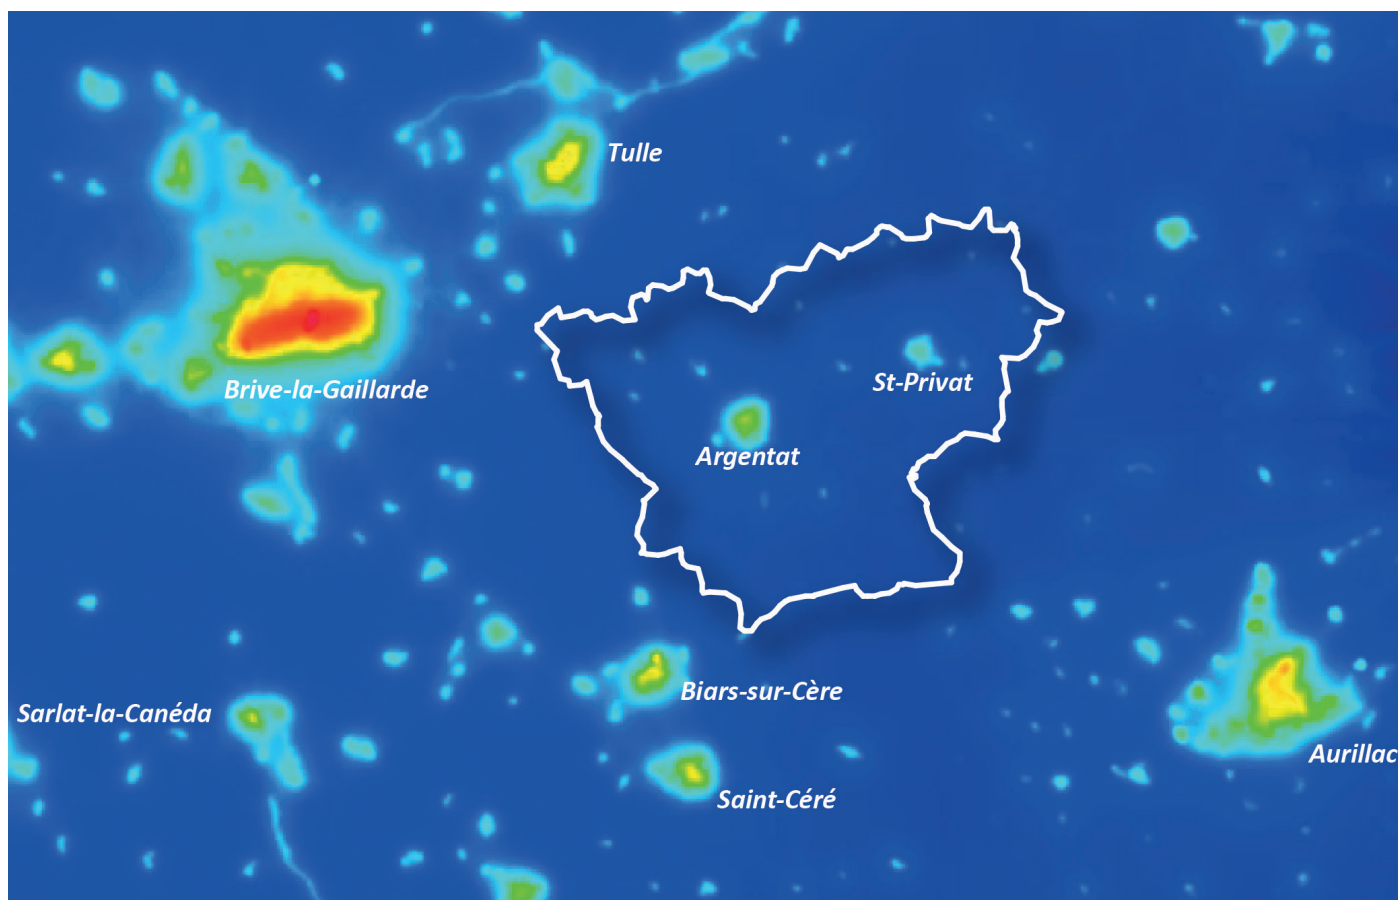 Tulle
Brive-la-Gaillarde
St-Privat
Argentat
Biars-sur-Cère
Sarlat-la-Canéda
Aurillac
Saint-Céré